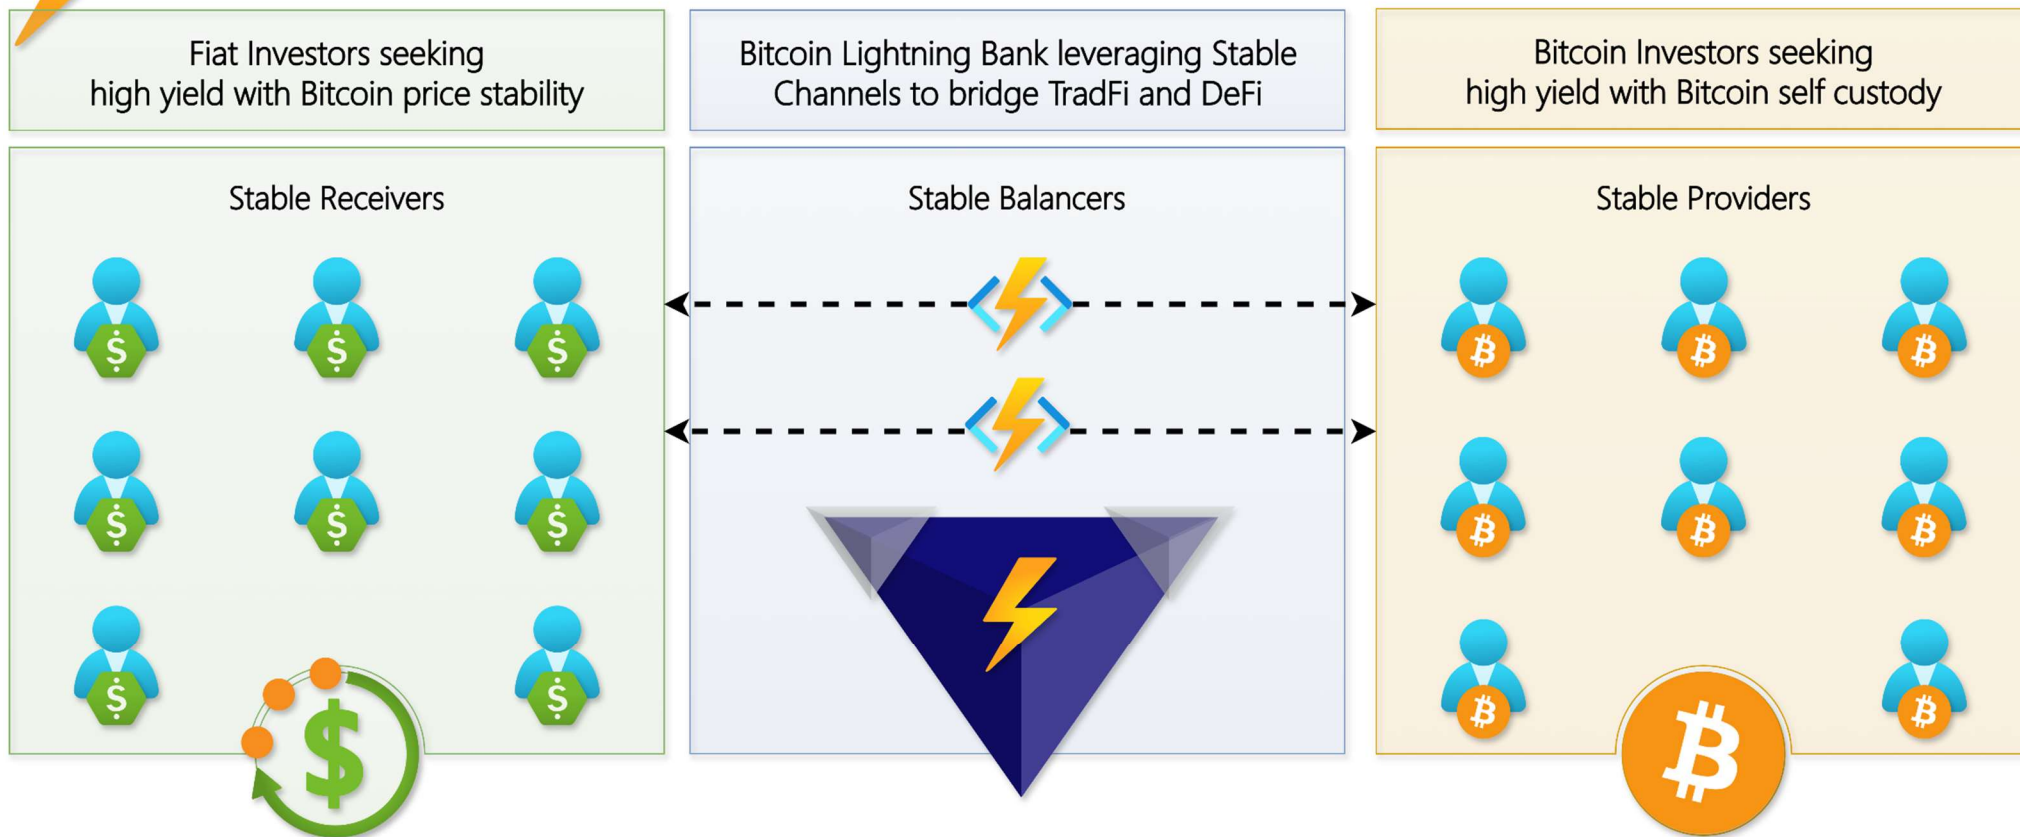 Fiat Investors seeking
high yield with Bitcoin price stability
Bitcoin Lightning Bank leveraging Stable
Channels to bridge TradFi and DeFi
Bitcoin Investors seeking
high yield with Bitcoin self custody
Stable Receivers
Stable Balancers
Stable Providers